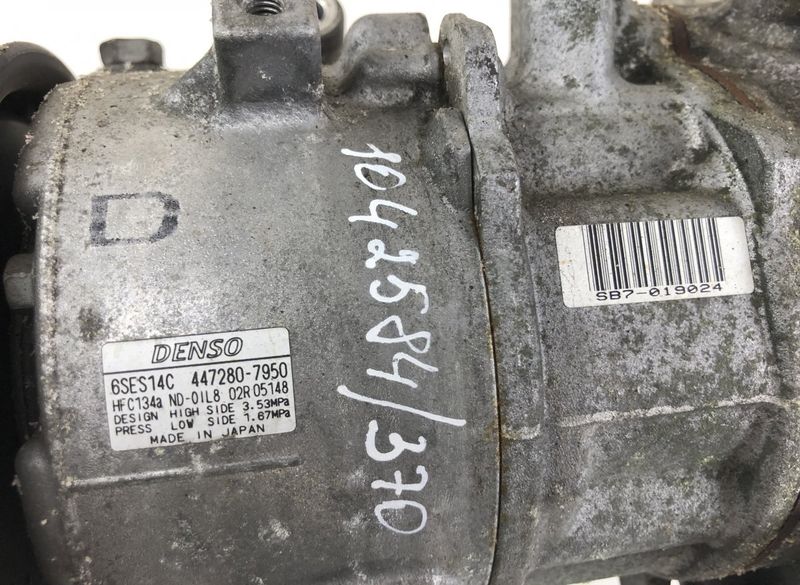 D
DENSO
6SES14C 447280-7950
HFC134a ND-OIL8 02R05148
DESIGN HIGH SIDE 3.53MPa
PRESS LOW SIDE 1.67MPa
MADE IN JAPAN
1042584/370
SB7-019024